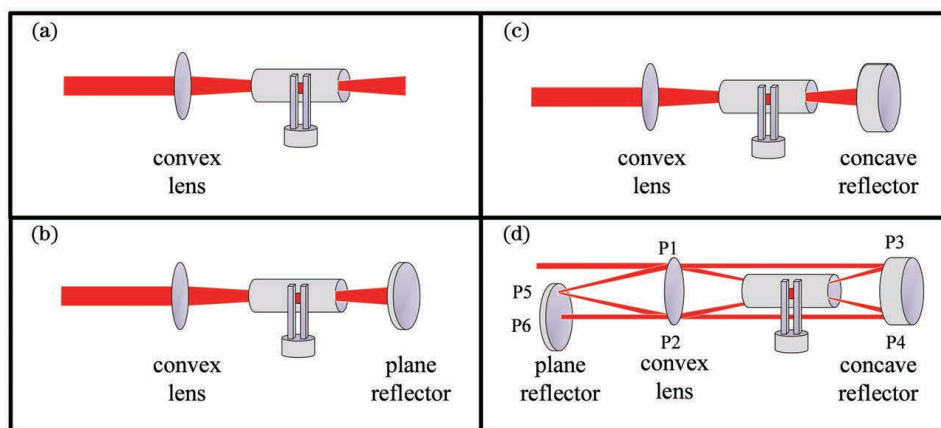 (a)
convex
lens
(b)
convex
lens
plane
reflector
(c)
convex
lens
concave
reflector
(d)
P1
P3
P5
P6
P2
P4
plane
reflector
convex
lens
concave
reflector